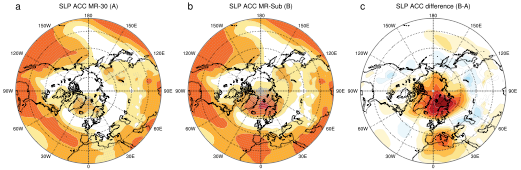 a SLP ACC MR-30 (A)
180
150W 150E
120W 120E
90W 90E
60W 60E
30W 30E
0
b SLP ACC MR-Sub (B)
180
150W 150E
120W 120E
90W 90E
60W 60E
30W 30E
0
c SLP ACC difference (B-A)
180
150W 150E
120W 120E
90W 90E
60W 60E
30W 30E
0